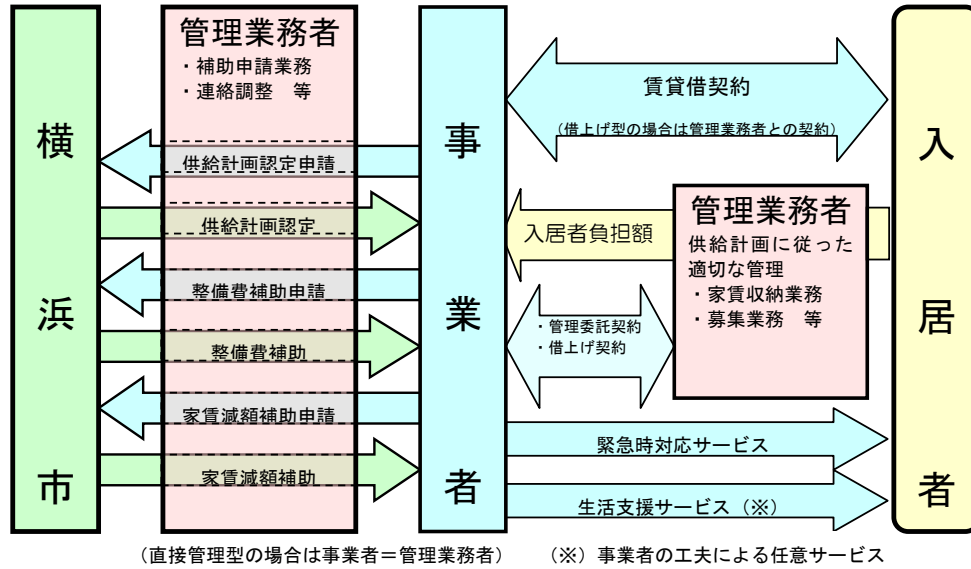 横浜市
管理業務者
・補助申請業務
・連絡調整　等
供給計画認定申請
供給計画認定
整備費補助申請
整備費補助
家賃減額補助申請
家賃減額補助
事業者
賃貸借契約
(借上げ型の場合は管理業務者との契約)
入居者負担額
管理業務者
供給計画に従った
適切な管理
・家賃収納業務
・募集業務　等
・管理委託契約
・借上げ契約
緊急時対応サービス
生活支援サービス（※）
入居者
（直接管理型の場合は事業者＝管理業務者）
（※）事業者の工夫による任意サービス